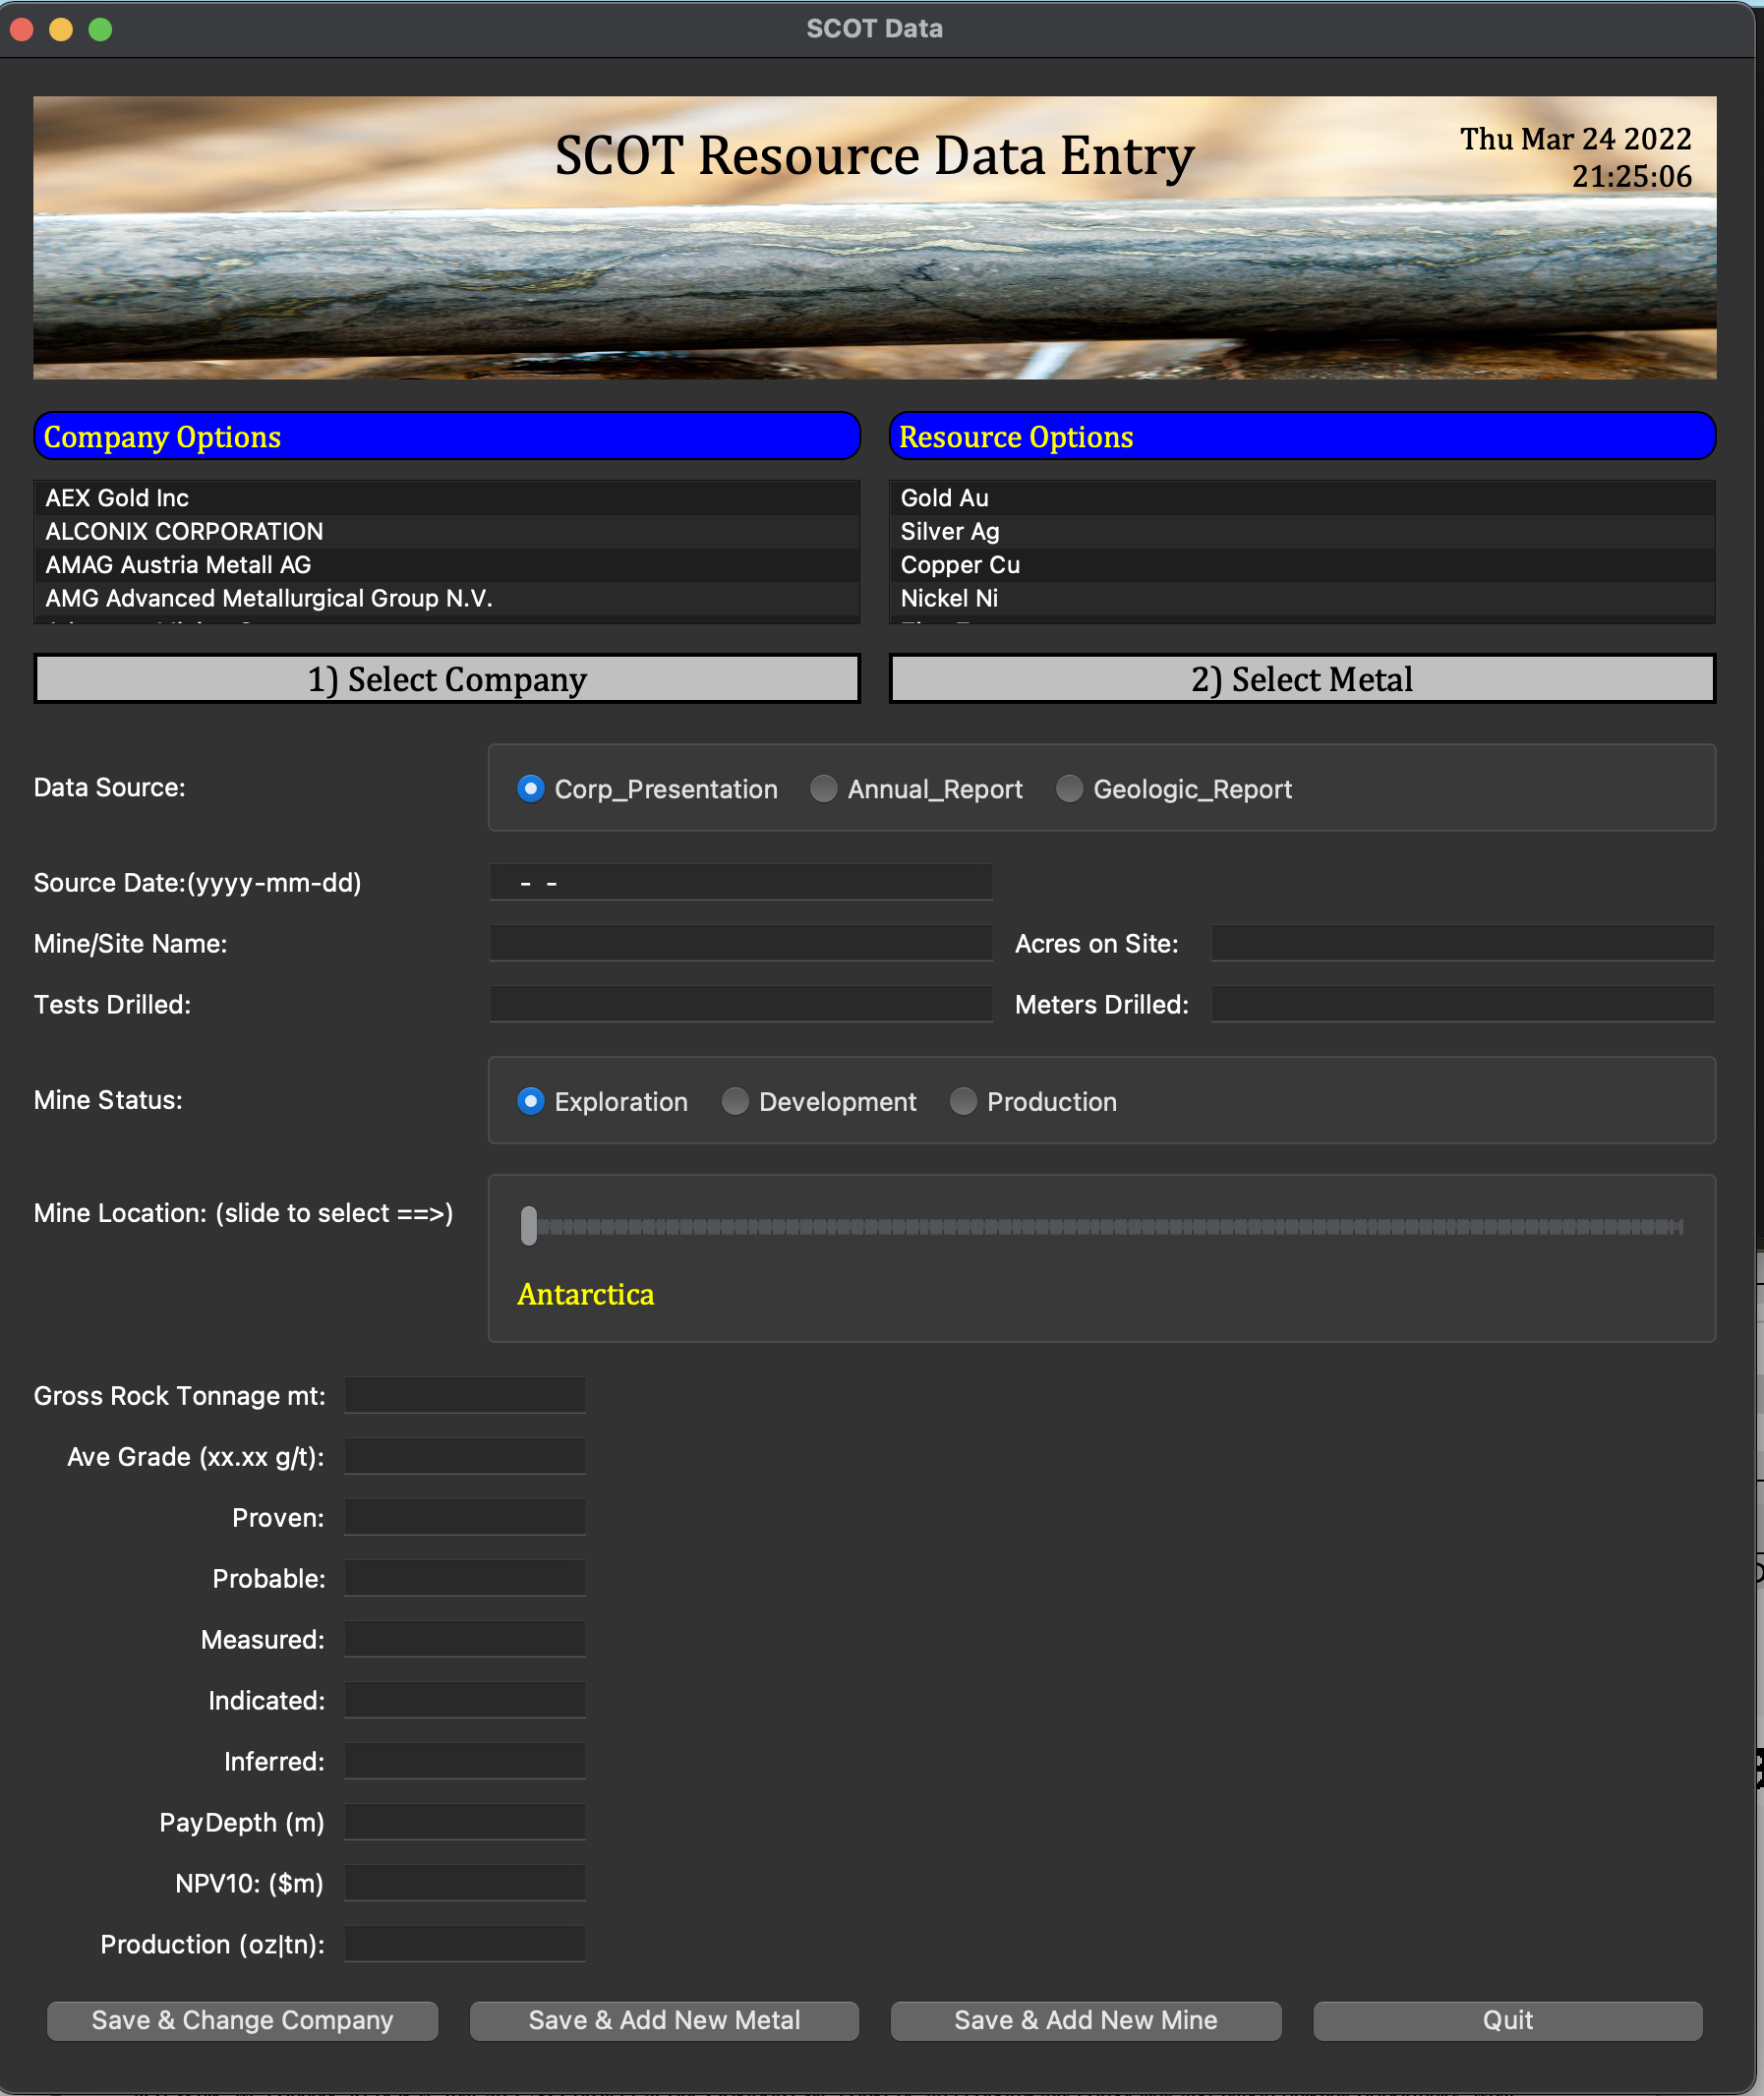 SCOT Data
SCOT Resource Data Entry
Thu Mar 24 2022
21:25:06
Company Options
Resource Options
AEX Gold Inc
ALCONIX CORPORATION
AMAG Austria Metall AG
AMG Advanced Metallurgical Group N.V.
Gold Au
Silver Ag
Copper Cu
Nickel Ni
1) Select Company
2) Select Metal
Data Source:
Corp_Presentation
Annual_Report
Geologic_Report
Source Date:(yyyy-mm-dd)
- -
Mine/Site Name:
Acres on Site:
Tests Drilled:
Meters Drilled:
Mine Status:
Exploration
Development
Production
Mine Location: (slide to select ==>)
Antarctica
Gross Rock Tonnage mt:
Ave Grade (xx.xx g/t):
Proven:
Probable:
Measured:
Indicated:
Inferred:
PayDepth (m)
NPV10: ($m)
Production (oz|tn):
Save & Change Company
Save & Add New Metal
Save & Add New Mine
Quit